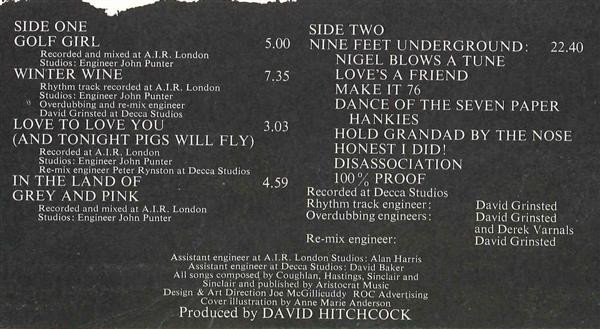 SIDE ONE
GOLF GIRL 5.00
Recorded and mixed at A.I.R. London
Studios: Engineer John Punter
WINTER WINE 7.35
Rhythm track recorded at A.I.R. London
Studios: Engineer John Punter
Overdubbing and re-mix engineer
David Grinsted at Decca Studios
LOVE TO LOVE YOU 3.03
(AND TONIGHT PIGS WILL FLY)
Recorded at A.I.R. London
Studios: Engineer John Punter
Re-mix engineer Peter Rynston at Decca Studios
IN THE LAND OF 4.59
GREY AND PINK
Recorded and mixed at A.I.R. London
Studios: Engineer John Punter
SIDE TWO
NINE FEET UNDERGROUND: 22.40
NIGEL BLOWS A TUNE
LOVE'S A FRIEND
MAKE IT 76
DANCE OF THE SEVEN PAPER
HANKIES
HOLD GRANDAD BY THE NOSE
HONEST I DID!
DISASSOCIATION
100% PROOF
Recorded at Decca Studios
Rhythm track engineer: David Grinsted
Overdubbing engineers: David Grinsted
and Derek Varnals
Re-mix engineer: David Grinsted
Assistant engineer at A.I.R. London Studios: Alan Harris
Assistant engineer at Decca Studios: David Baker
All songs composed by Coughlan, Hastings, Sinclair and
Sinclair and published by Aristocrat Music
Design & Art Direction Joe McGillicuddy ROC Advertising
Cover illustration by Anne Marie Anderson
Produced by DAVID HITCHCOCK